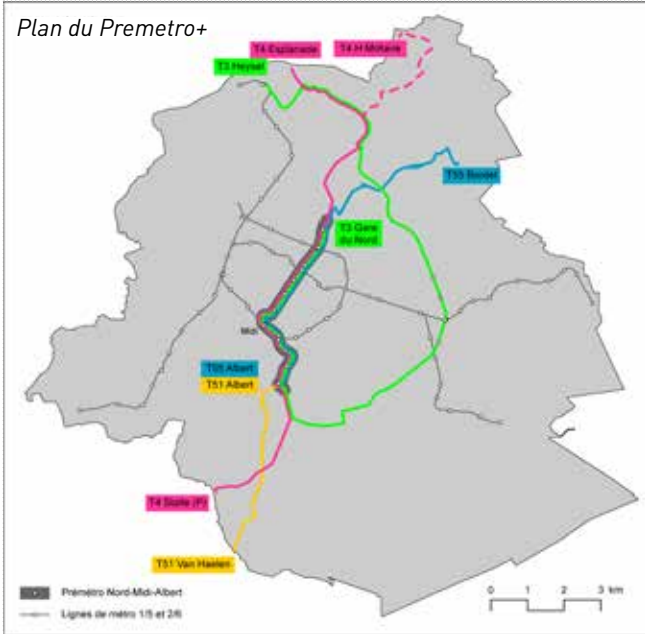 Plan du Premetro+
T4 Esplanade
T4 H Mokave
T3 Heysel
T55 Bordet
T3 Gare
du Nord
Midi
T55 Albert
T51 Albert
T4 Stalle (P)
T51 Van Haelen
Prémétro Nord-Midi-Albert
Lignes de métro 1/5 et 2/6
0 1 2 3 km